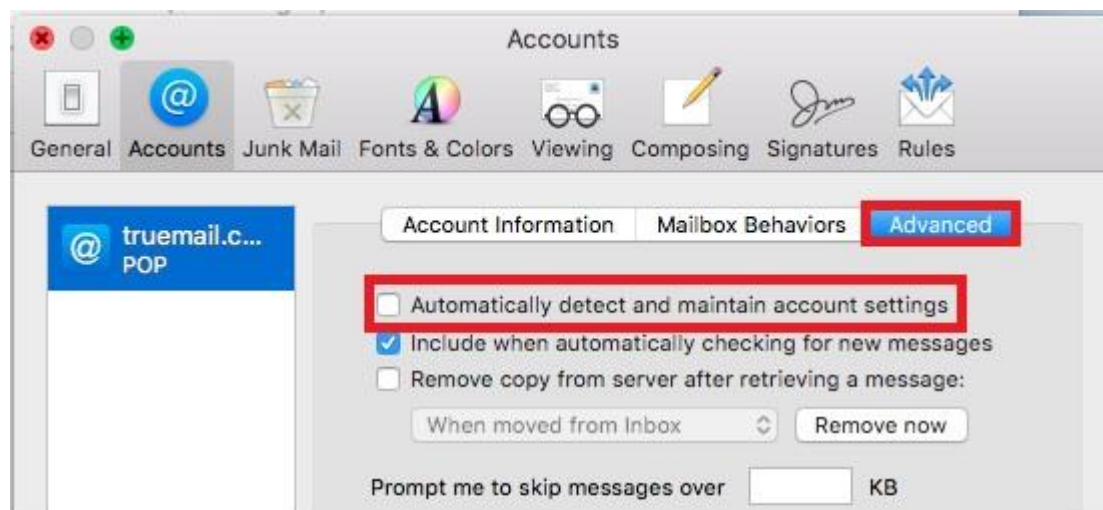 Accounts
General Accounts Junk Mail Fonts & Colors Viewing Composing Signatures Rules
truemail.c...
POP
Account Information Mailbox Behaviors Advanced
Automatically detect and maintain account settings
Include when automatically checking for new messages
Remove copy from server after retrieving a message:
When moved from Inbox Remove now
Prompt me to skip messages over KB